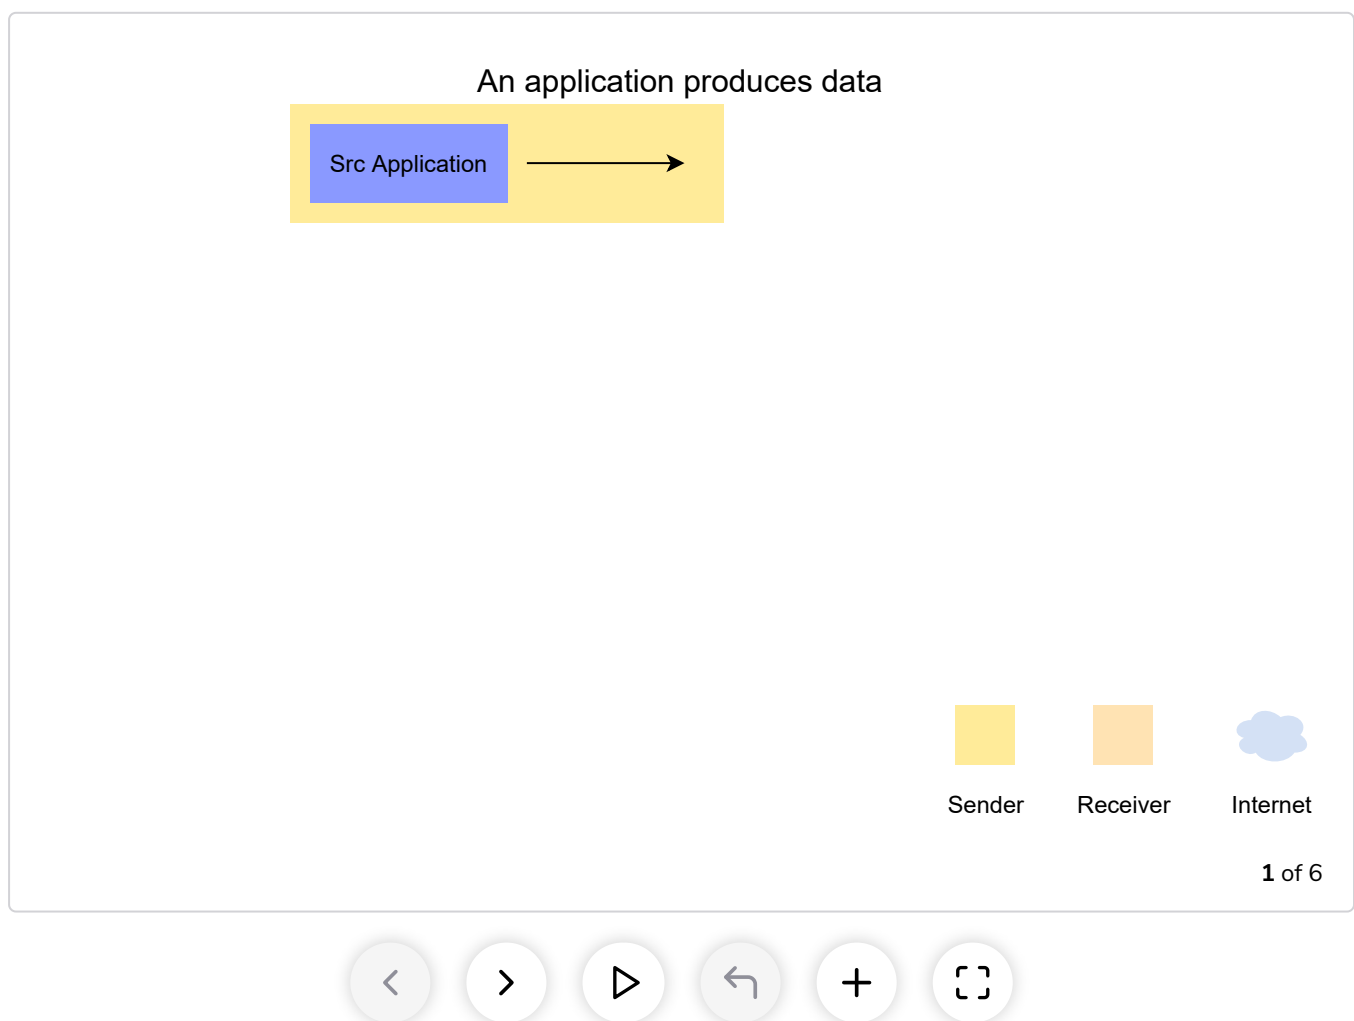 An application produces data
Src Application
Sender
Receiver
Internet
1 of 6